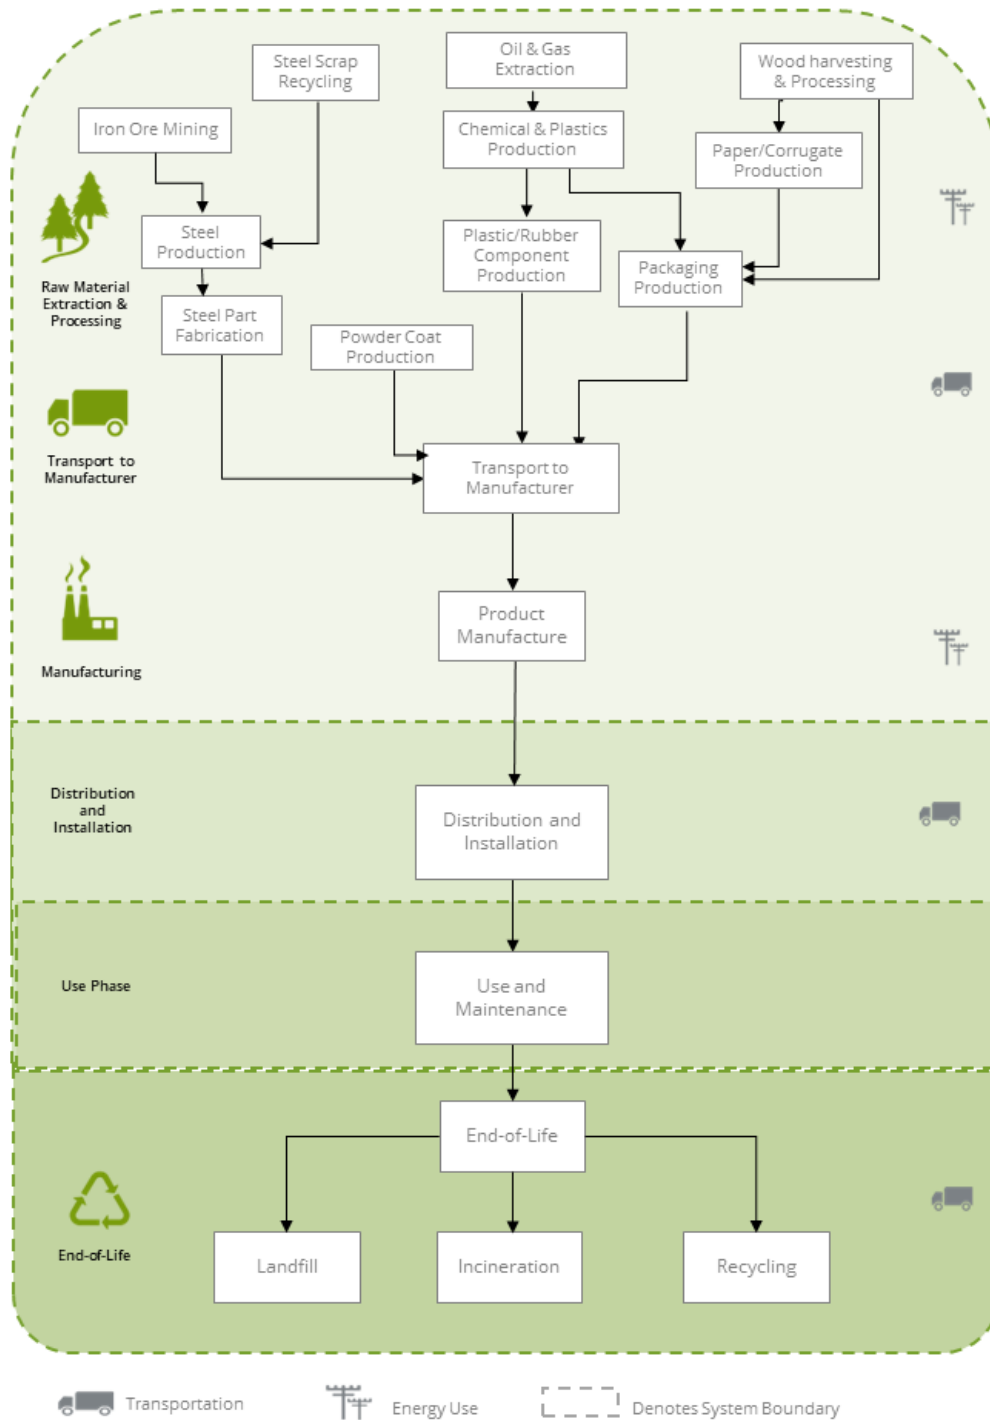 Steel Scrap
Recycling
Oil & Gas
Extraction
Wood harvesting
& Processing
Iron Ore Mining
Chemical & Plastics
Production
Paper/Corrugate
Production
Steel
Production
Plastic/Rubber
Component
Production
Packaging
Production
Raw Material
Extraction &
Processing
Steel Part
Fabrication
Powder Coat
Production
Transport to
Manufacturer
Transport to
Manufacturer
Product
Manufacture
Manufacturing
Distribution
and
Installation
Distribution and
Installation
Use Phase
Use and
Maintenance
End-of-Life
End-of-Life
Landfill
Incineration
Recycling
Transportation
Energy Use
Denotes System Boundary